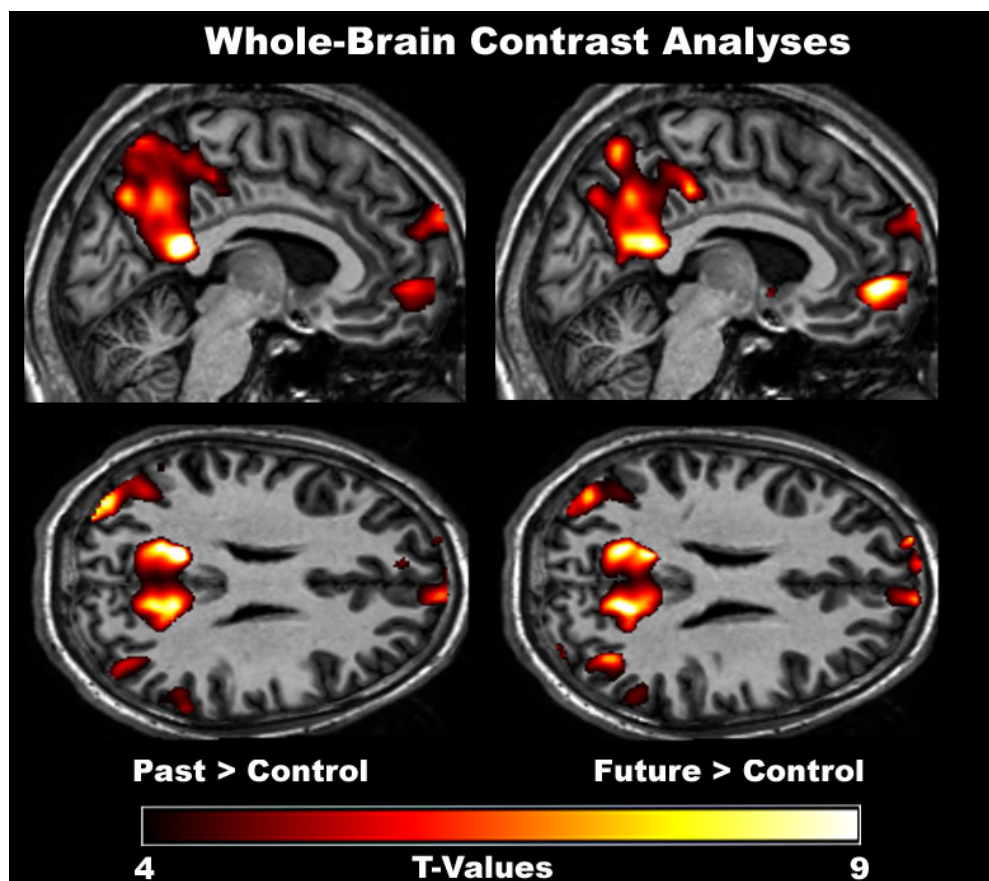 Whole-Brain Contrast Analyses
Past > Control
Future > Control
4
T-Values
9